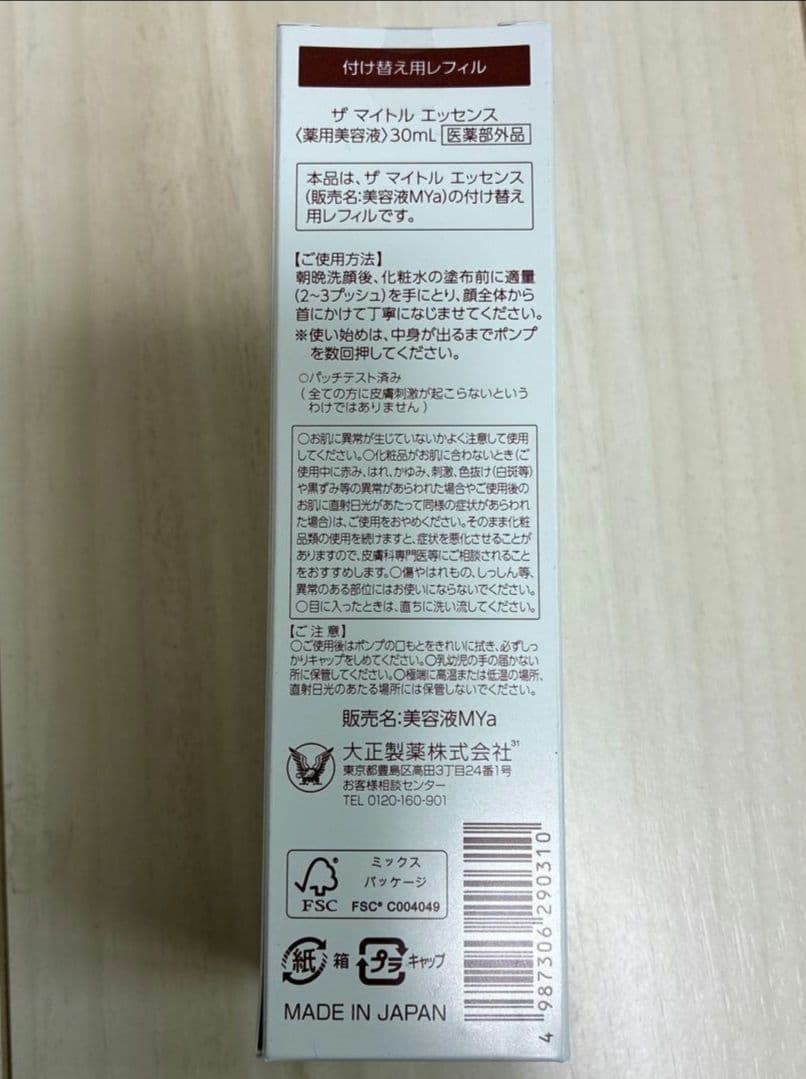 付け替え用レフィル
ザ マイトル エッセンス
〈薬用美容液〉30mL 医薬部外品
本品は、ザ マイトル エッセンス
(販売名:美容液MYa)の付け替え
用レフィルです。
【ご使用方法】
朝晩洗顔後、化粧水の塗布前に適量
(2~3プッシュ)を手にとり、顔全体から
首にかけて丁寧になじませてください。
※使い始めは、中身が出るまでポンプ
を数回押してください。
○パッチテスト済み
(全ての方に皮膚刺激が起こらないという
わけではありません)
○お肌に異常が生じていないかよく注意して使用
してください。○化粧品がお肌に合わないとき(ご
使用中に赤み、はれ、かゆみ、刺激、色抜け(白斑等)
や黒ずみ等の異常があらわれた場合やご使用後の
お肌に直射日光があたって同様の症状があらわれ
た場合)は、ご使用をおやめください。そのまま化粧
品類の使用を続けますと、症状を悪化させることが
ありますので、皮膚科専門医等にご相談されること
をおすすめします。○傷やはれもの、しっしん等、
異常のある部位にはお使いにならないでください。
○目に入ったときは、直ちに洗い流してください。
【ご注意】
○ご使用後はポンプの口もとをきれいに拭き、必ずしっ
かりキャップをしめてください。○乳幼児の手の届かない
所に保管してください。○極端に高温または低温の場所、
直射日光のあたる場所には保管しないでください。
販売名:美容液MYa
大正製薬株式会社31
東京都豊島区高田3丁目24番1号
お客様相談センター
TEL 0120-160-901
ミックス
パッケージ
FSC FSC® C004049
紙 箱 プラ キャップ
MADE IN JAPAN
4 987306 290310